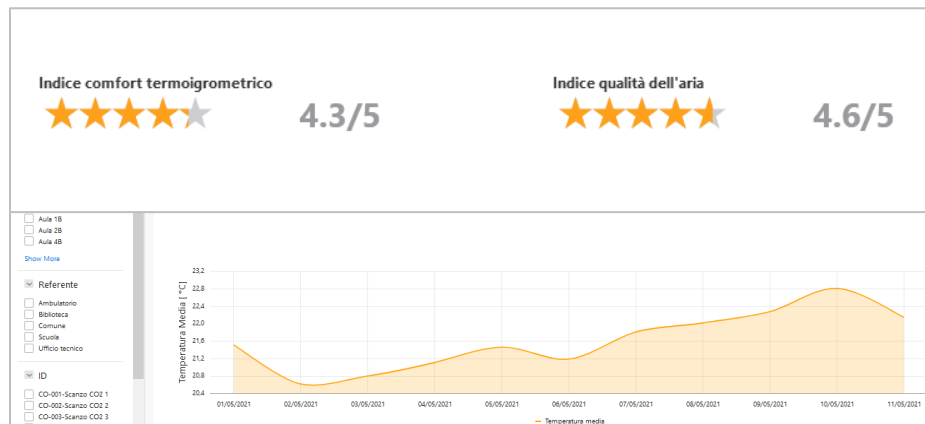 Indice comfort termoigrometrico
4.3/5
Indice qualità dell'aria
4.6/5
Aula 1B
Aula 2B
Aula 4B
Show More
Referente
Ambulatorio
Biblioteca
Comune
Scuola
Ufficio tecnico
ID
CO-001-Scanzo CO2 1
CO-002-Scanzo CO2 2
CO-003-Scanzo CO2 3
Temperatura Media [ °C]
23,2
22,8
22,4
22,0
21,6
21,2
20,8
20,4
01/05/2021 02/05/2021 03/05/2021 04/05/2021 05/05/2021 06/05/2021 07/05/2021 08/05/2021 09/05/2021 10/05/2021 11/05/2021
Temperatura media